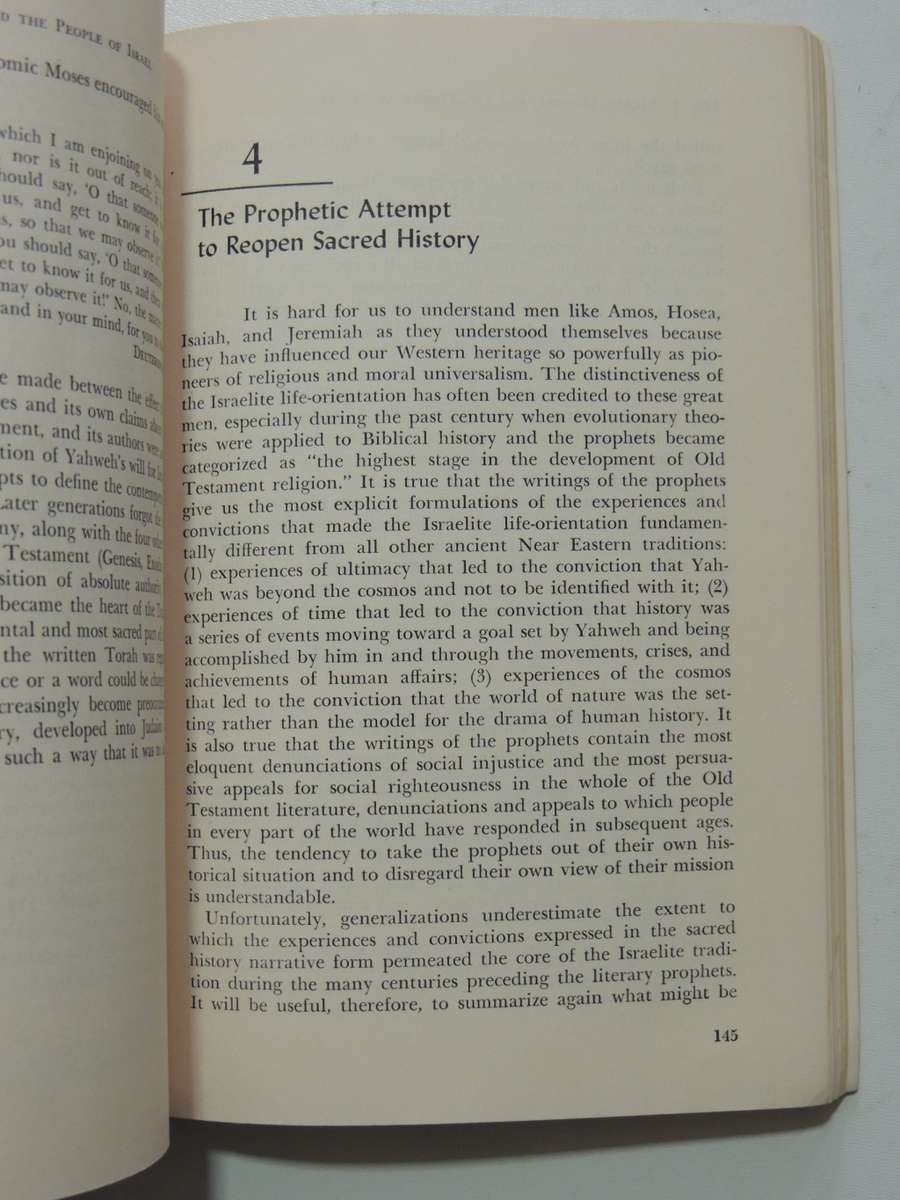 THE PEOPLE OF ISRAEL
Moses encouraged
which I am enjoining on
nor is it out of reach;
should say, 'O that someone
us, and get to know it for
so that we may observe
you should say, 'O that
to know it for us, and
may observe it!' No, the
and in your mind, for you
made between the
and its own claims
and its authors were
of Yahweh's will for
to define the
Later generations forgot
along with the four
Testament (Genesis,
of absolute
became the heart of the
and most sacred part
the written Torah was
or a word could be
increasingly become
developed into
such a way that it was
4
The Prophetic Attempt
to Reopen Sacred History
It is hard for us to understand men like Amos, Hosea,
Isaiah, and Jeremiah as they understood themselves because
they have influenced our Western heritage so powerfully as pio-
neers of religious and moral universalism. The distinctiveness of
the Israelite life-orientation has often been credited to these great
men, especially during the past century when evolutionary theo-
ries were applied to Biblical history and the prophets became
categorized as "the highest stage in the development of Old
Testament religion." It is true that the writings of the prophets
give us the most explicit formulations of the experiences and
convictions that made the Israelite life-orientation fundamen-
tally different from all other ancient Near Eastern traditions:
(1) experiences of ultimacy that led to the conviction that Yah-
weh was beyond the cosmos and not to be identified with it; (2)
experiences of time that led to the conviction that history was
a series of events moving toward a goal set by Yahweh and being
accomplished by him in and through the movements, crises, and
achievements of human affairs; (3) experiences of the cosmos
that led to the conviction that the world of nature was the set-
ting rather than the model for the drama of human history. It
is also true that the writings of the prophets contain the most
eloquent denunciations of social injustice and the most persua-
sive appeals for social righteousness in the whole of the Old
Testament literature, denunciations and appeals to which people
in every part of the world have responded in subsequent ages.
Thus, the tendency to take the prophets out of their own his-
torical situation and to disregard their own view of their mission
is understandable.
Unfortunately, generalizations underestimate the extent to
which the experiences and convictions expressed in the sacred
history narrative form permeated the core of the Israelite tradi-
tion during the many centuries preceding the literary prophets.
It will be useful, therefore, to summarize again what might be
145